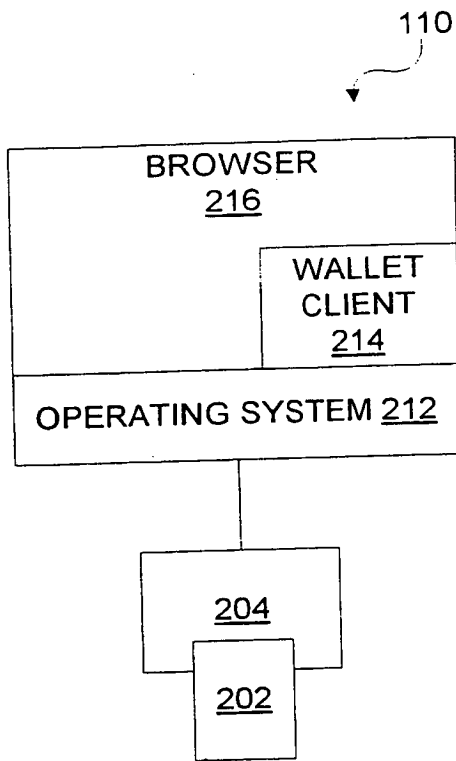 110
BROWSER
216
WALLET
CLIENT
214
OPERATING SYSTEM 212
204
202